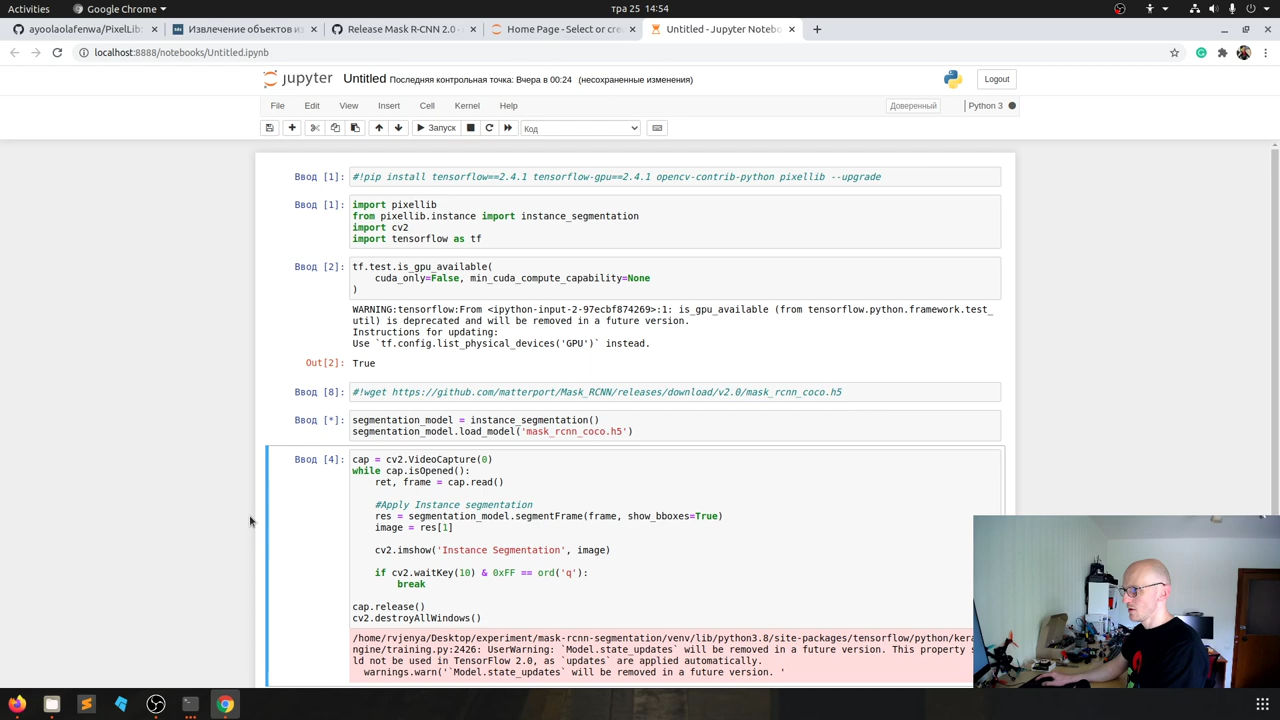 Activities
Google Chrome
тра 25 14:54
ayoolaolafenwa/PixelLib:
Извлечение объектов из
Release Mask R-CNN 2.0 -
Home Page - Select or cre
Untitled - Jupyter Notebo
localhost:8888/notebooks/Untitled.ipynb
jupyter Untitled Последняя контрольная точка: Вчера в 00:24 (несохраненные изменения)
Logout
File Edit View Insert Cell Kernel Help
Доверенный
Python 3
Запуск
Код
Ввод [1]: #!pip install tensorflow==2.4.1 tensorflow-gpu==2.4.1 opencv-contrib-python pixellib --upgrade
Ввод [1]: import pixellib
from pixellib.instance import instance_segmentation
import cv2
import tensorflow as tf
Ввод [2]: tf.test.is_gpu_available(
cuda_only=False, min_cuda_compute_capability=None
)
WARNING:tensorflow:From <ipython-input-2-97ecbf874269>:1: is_gpu_available (from tensorflow.python.framework.test_
util) is deprecated and will be removed in a future version.
Instructions for updating:
Use `tf.config.list_physical_devices('GPU')` instead.
Out[2]: True
Ввод [8]: #!wget https://github.com/matterport/Mask_RCNN/releases/download/v2.0/mask_rcnn_coco.h5
Ввод [*]: segmentation_model = instance_segmentation()
segmentation_model.load_model('mask_rcnn_coco.h5')
Ввод [4]: cap = cv2.VideoCapture(0)
while cap.isOpened():
ret, frame = cap.read()
#Apply Instance segmentation
res = segmentation_model.segmentFrame(frame, show_bboxes=True)
image = res[1]
cv2.imshow('Instance Segmentation', image)
if cv2.waitKey(10) & 0xFF == ord('q'):
break
cap.release()
cv2.destroyAllWindows()
/home/rvjenya/Desktop/experiment/mask-rcnn-segmentation/venv/lib/python3.8/site-packages/tensorflow/python/kera
ngine/training.py:2426: UserWarning: `Model.state_updates` will be removed in a future version. This property s
ld not be used in TensorFlow 2.0, as `updates` are applied automatically.
warnings.warn('`Model.state_updates` will be removed in a future version. '